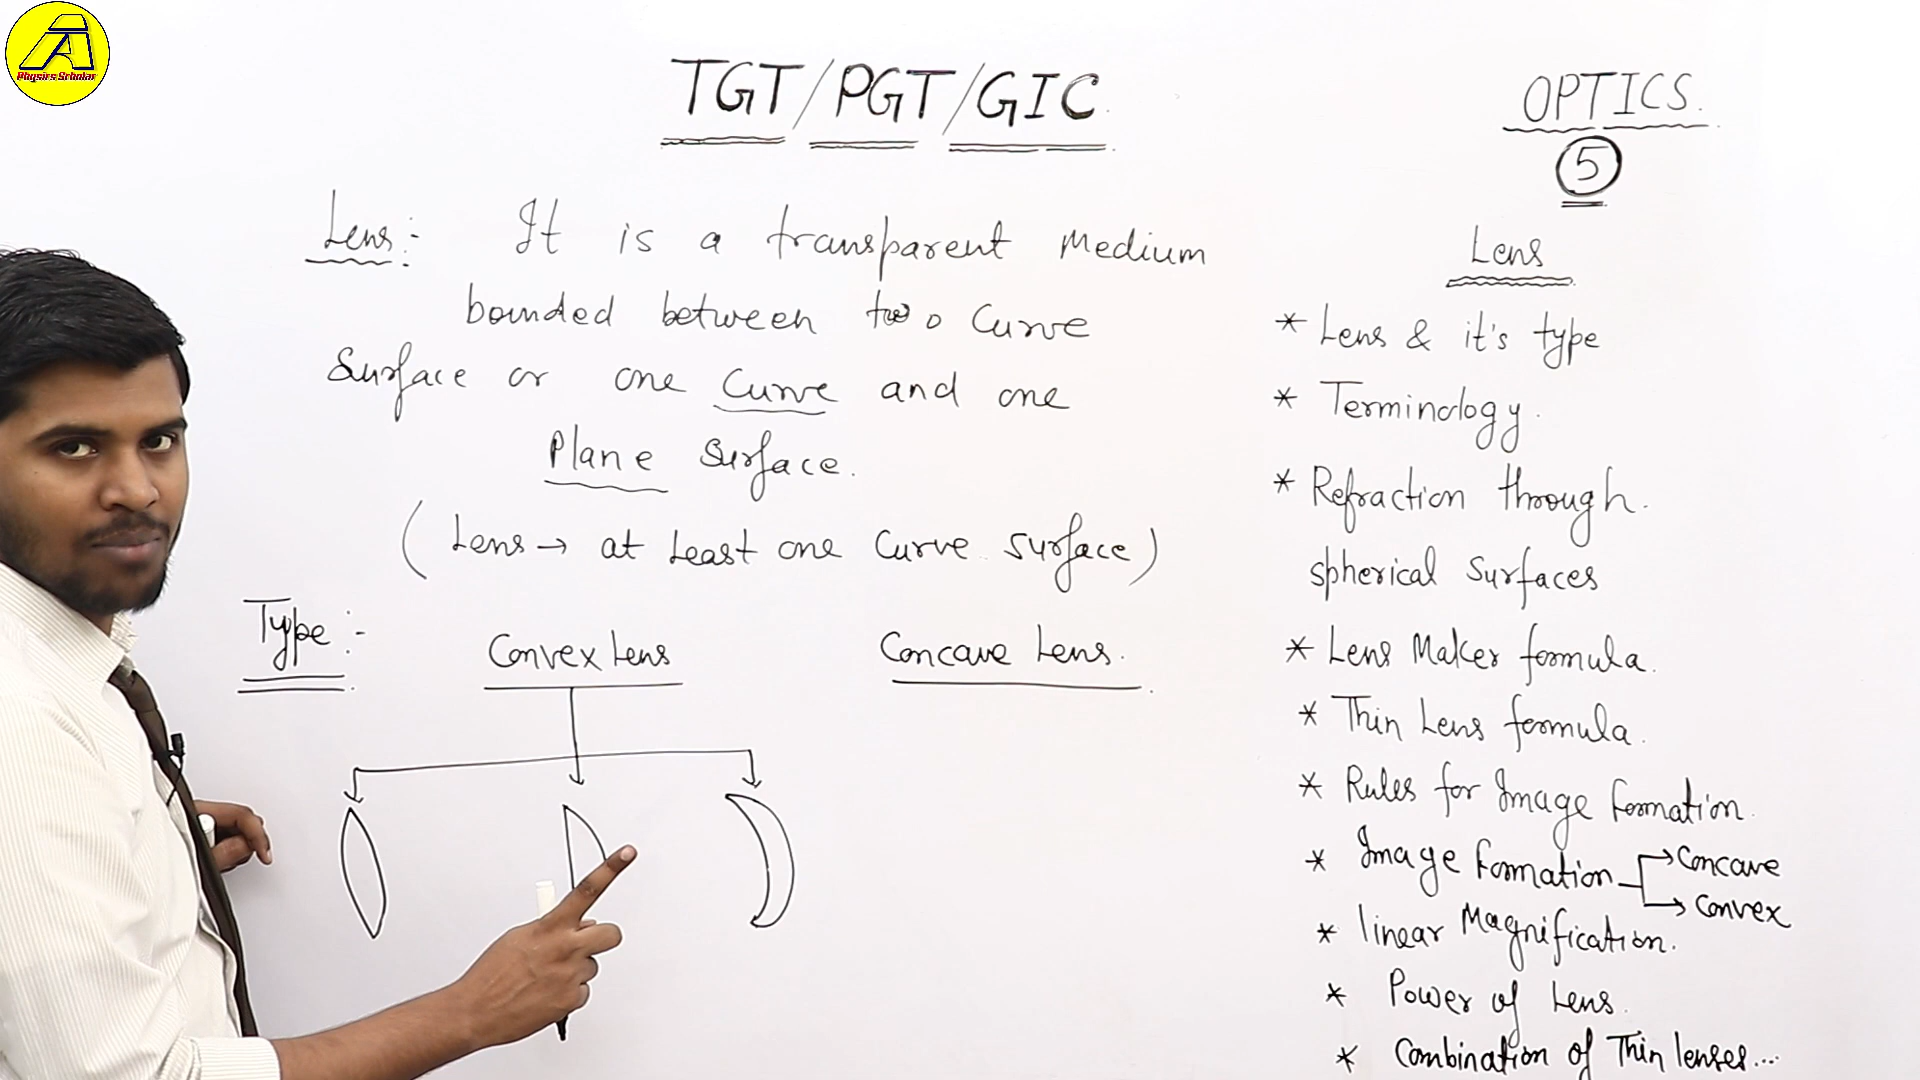 A
Physics Scholar
TGT/PGT/GIC
Lens:- It is a transparent Medium
bounded between two Curve
Surface or one Curve and one
Plane Surface.
(Lens→ at Least one Curve Surface)
Type:-
Convex Lens
Concave Lens.
OPTICS.
5
Lens
* Lens & it's type
* Terminology.
* Refraction through.
spherical Surfaces
* Lens Maker formula.
* Thin Lens formula.
* Rules for Image Formation.
* Image Formation → Concave
→ Convex
* linear Magnification.
* Power of Lens.
* Combination of Thin lenses...